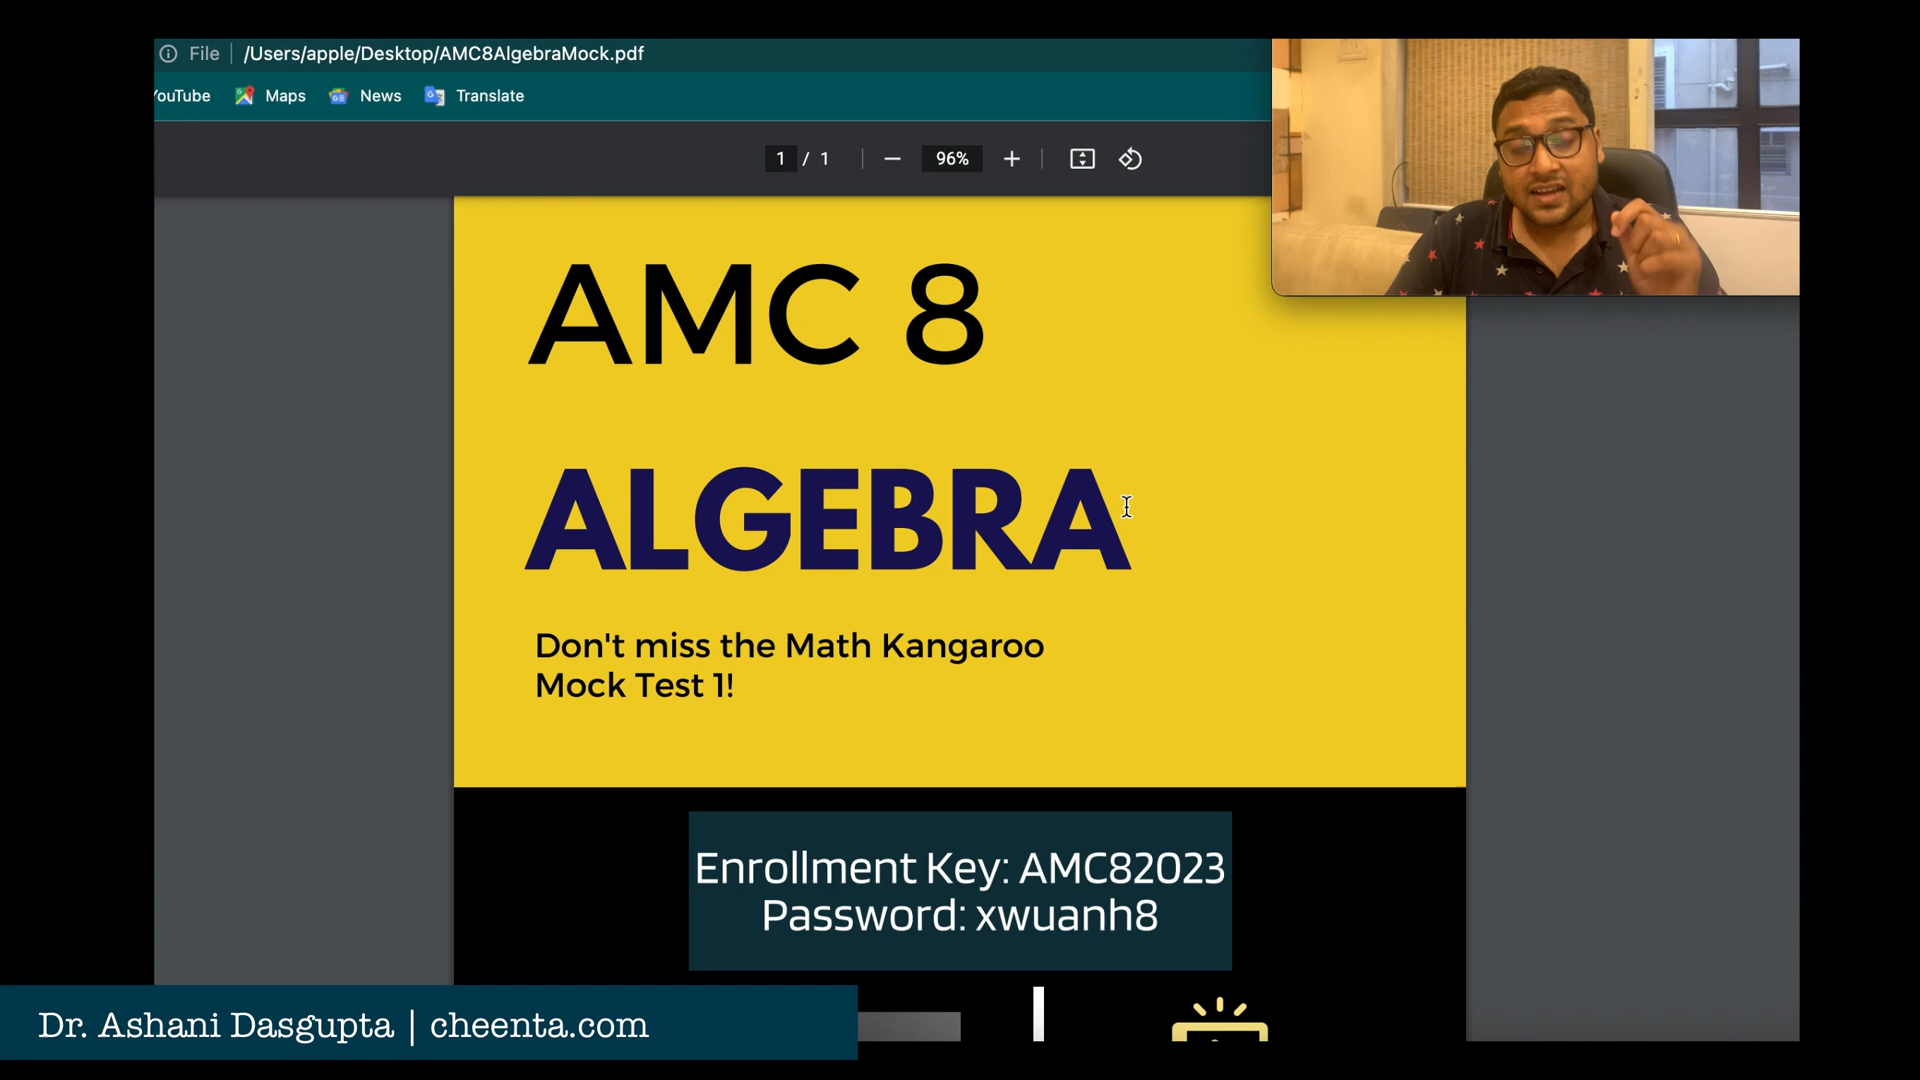 File
/Users/apple/Desktop/AMC8AlgebraMock.pdf
YouTube Maps News Translate
1 / 1 96%
AMC 8
ALGEBRA
Don't miss the Math Kangaroo
Mock Test 1!
Enrollment Key: AMC82023
Password: xwuanh8
Dr. Ashani Dasgupta | cheenta.com